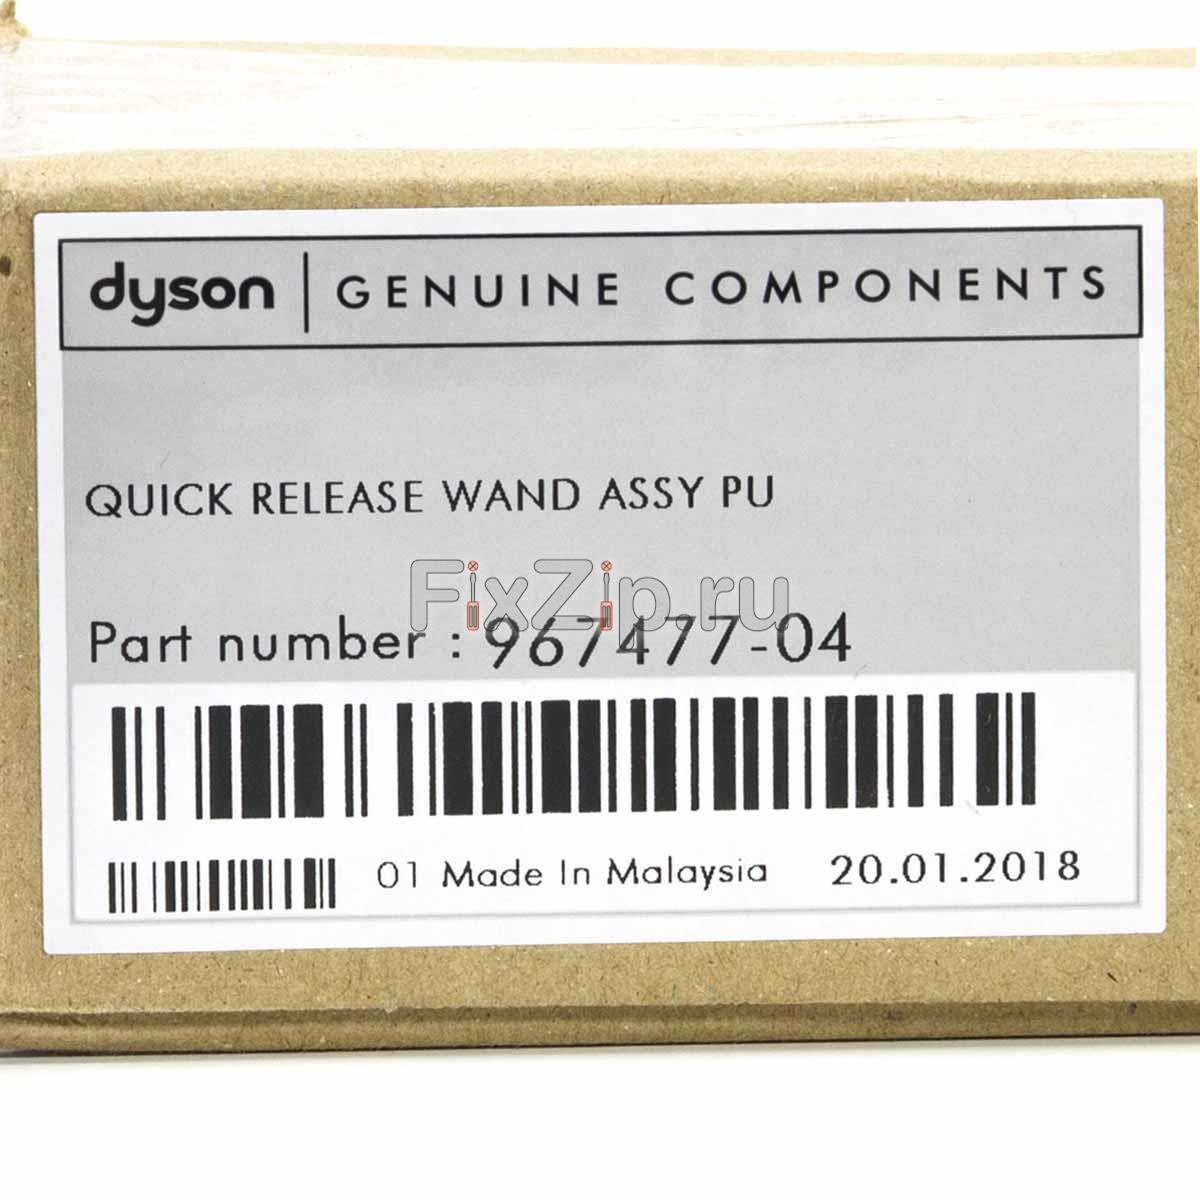 dyson | GENUINE COMPONENTS
QUICK RELEASE WAND ASSY PU
FixZip.ru
Part number : 967477-04
01 Made In Malaysia 20.01.2018